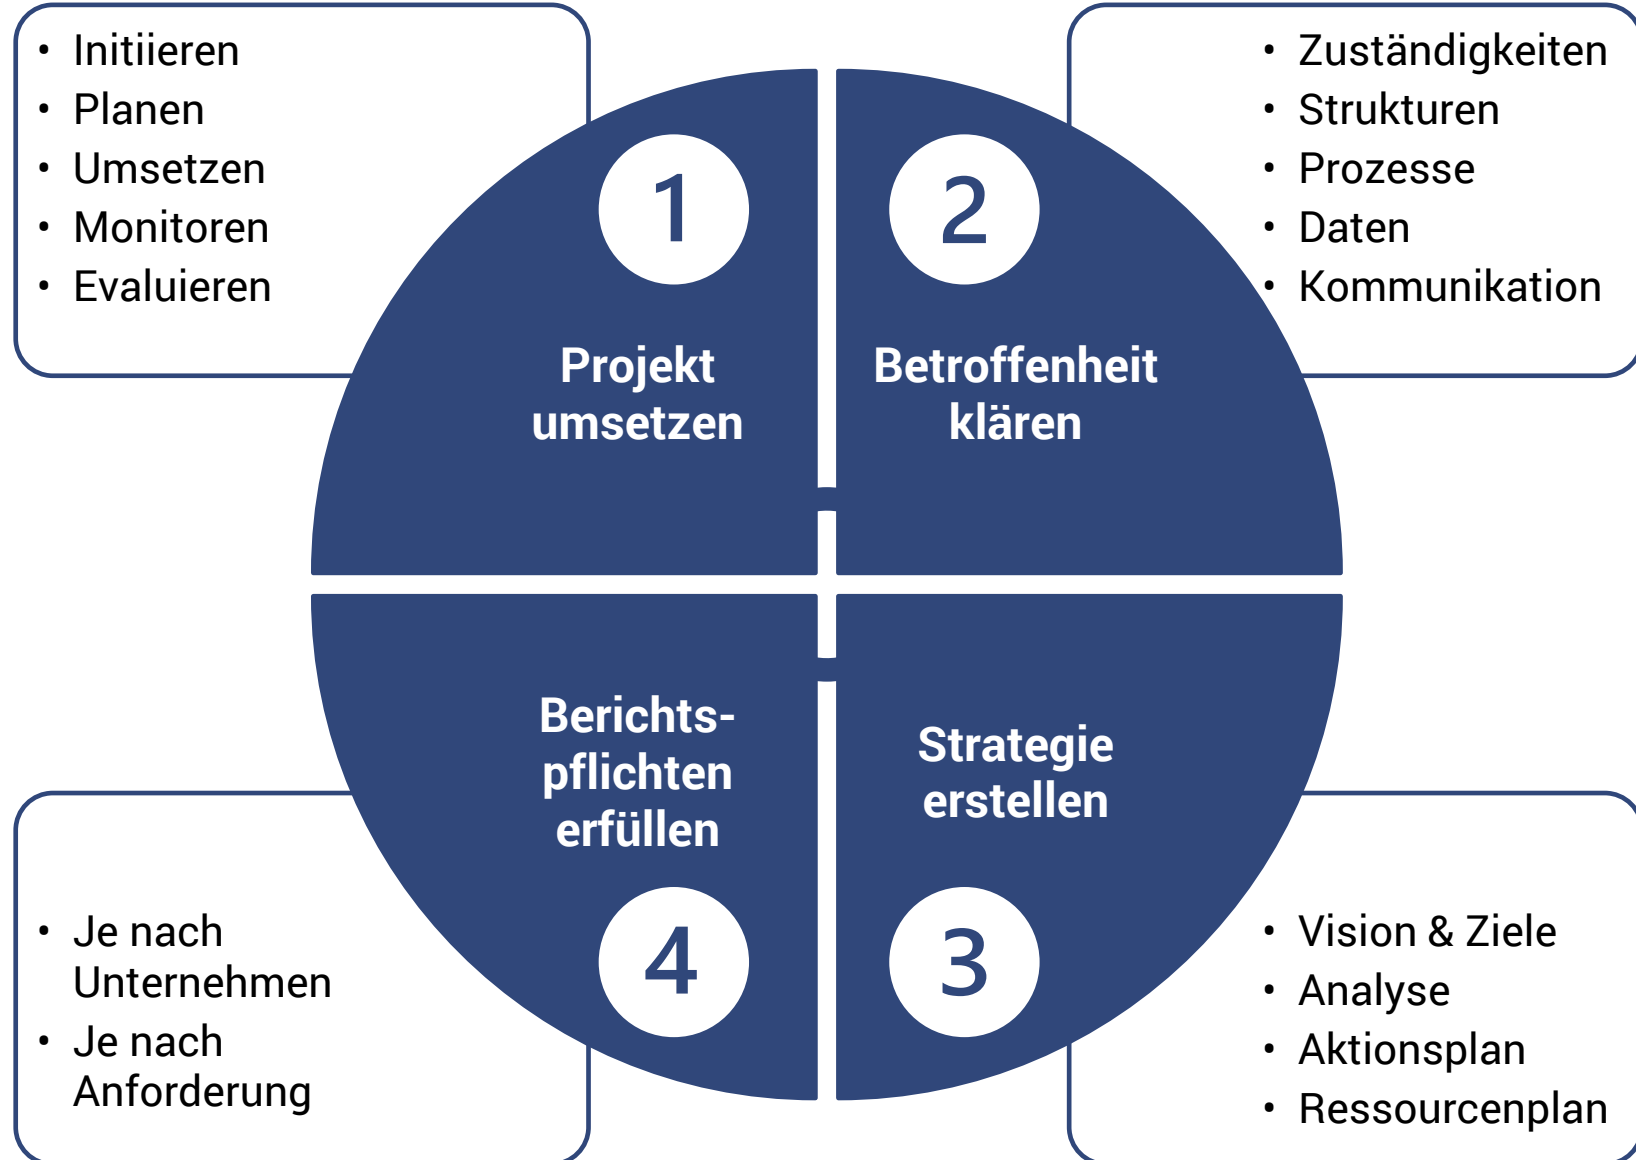 • Initiieren
• Planen
• Umsetzen
• Monitoren
• Evaluieren
1
Projekt
umsetzen
2
Betroffenheit
klären
• Zuständigkeiten
• Strukturen
• Prozesse
• Daten
• Kommunikation
• Je nach
Unternehmen
• Je nach
Anforderung
Berichts-
pflichten
erfüllen
4
Strategie
erstellen
3
• Vision & Ziele
• Analyse
• Aktionsplan
• Ressourcenplan